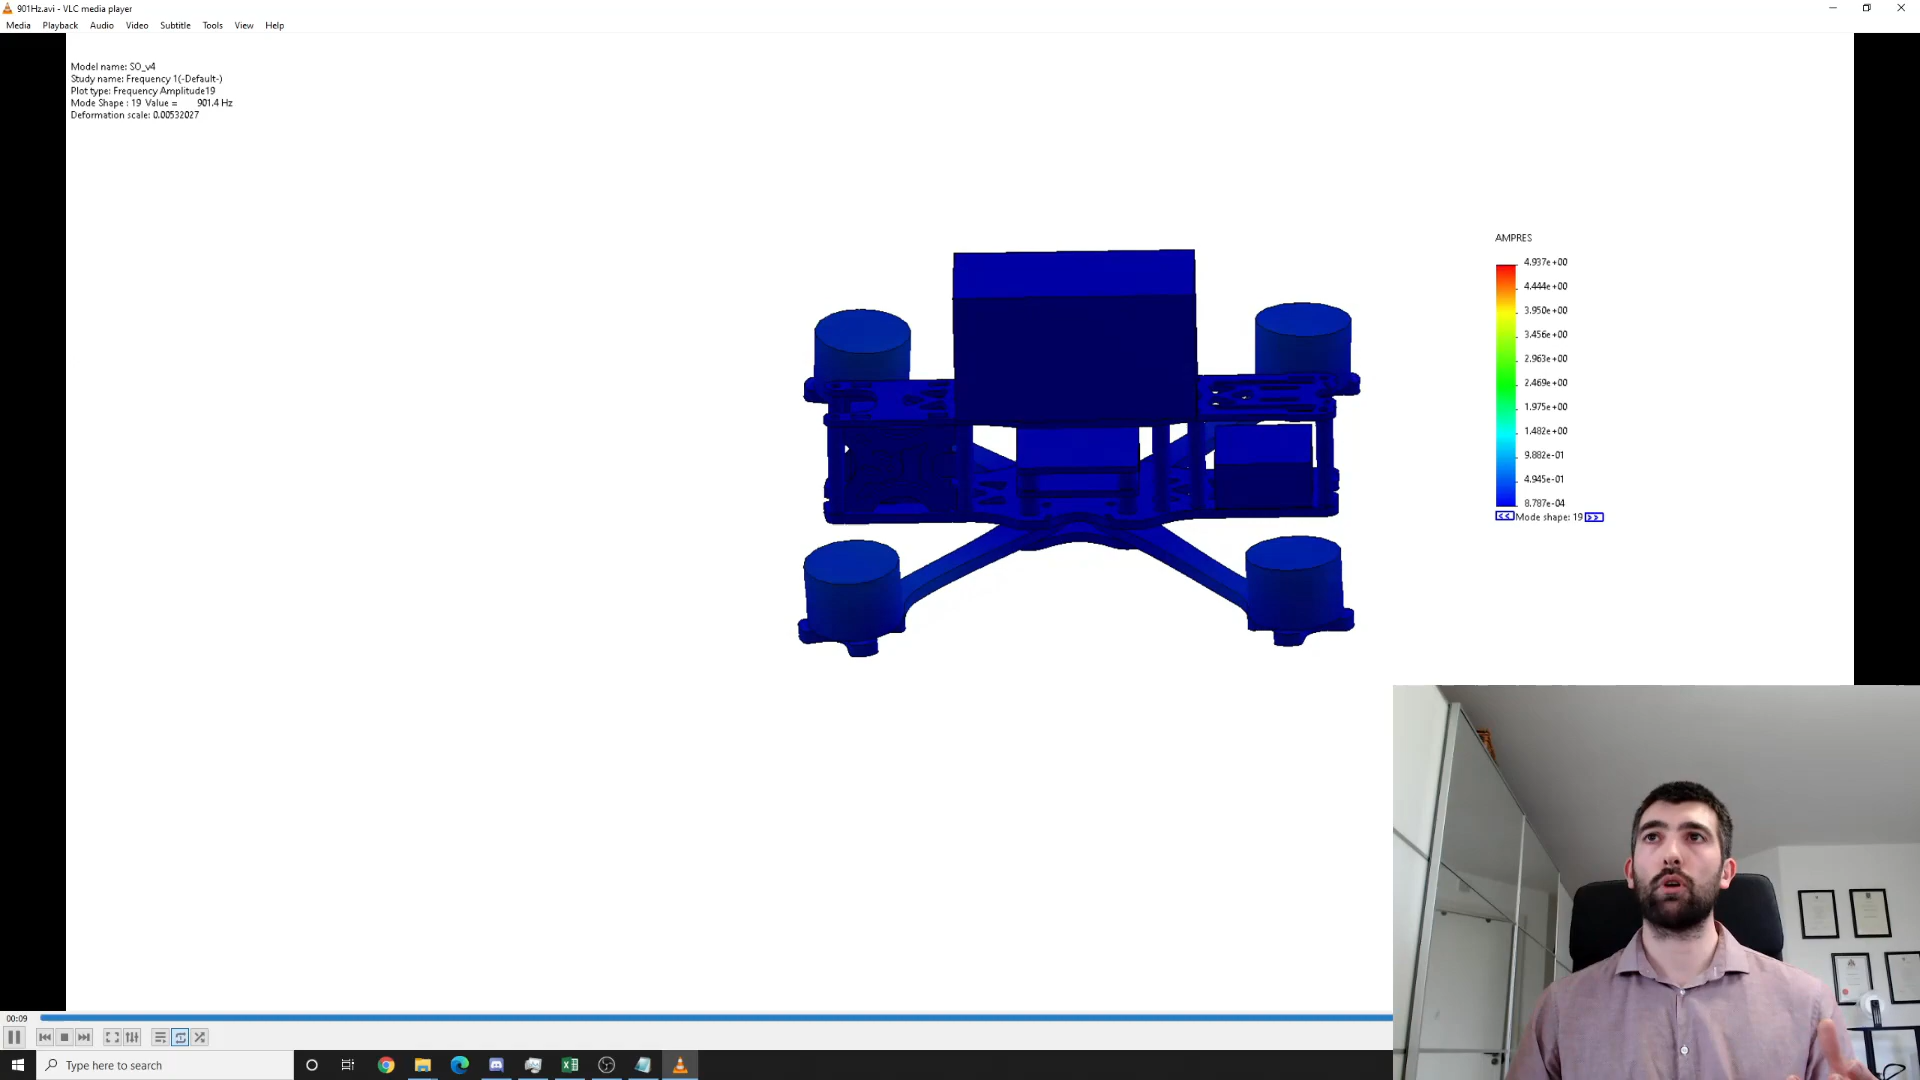 901Hz.avi - VLC media player
Media Playback Audio Video Subtitle Tools View Help
Model name: SO_v4
Study name: Frequency 1(-Default-)
Plot type: Frequency Amplitude19
Mode Shape : 19 Value = 901.4 Hz
Deformation scale: 0.00532027
AMPRES
4.937e+00
4.444e+00
3.950e+00
3.456e+00
2.963e+00
2.469e+00
1.975e+00
1.482e+00
9.882e-01
4.945e-01
8.787e-04
<< Mode shape: 19 >>
00:09
Type here to search